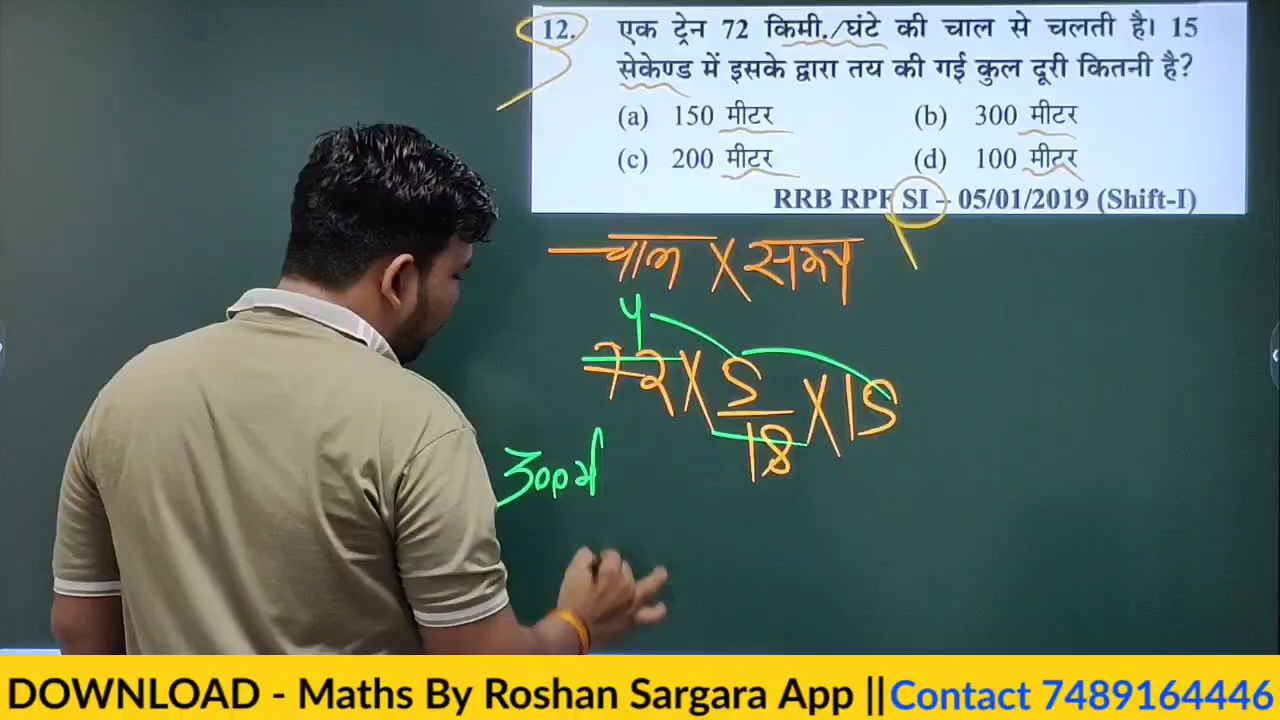 12. एक ट्रेन 72 किमी./घंटे की चाल से चलती है। 15
सेकेण्ड में इसके द्वारा तय की गई कुल दूरी कितनी है?
(a) 150 मीटर (b) 300 मीटर
(c) 200 मीटर (d) 100 मीटर
RRB RPF SI – 05/01/2019 (Shift-I)
चाल X समय
4
72 X 5/18 X 15
300 मी
DOWNLOAD - Maths By Roshan Sargara App || Contact 7489164446